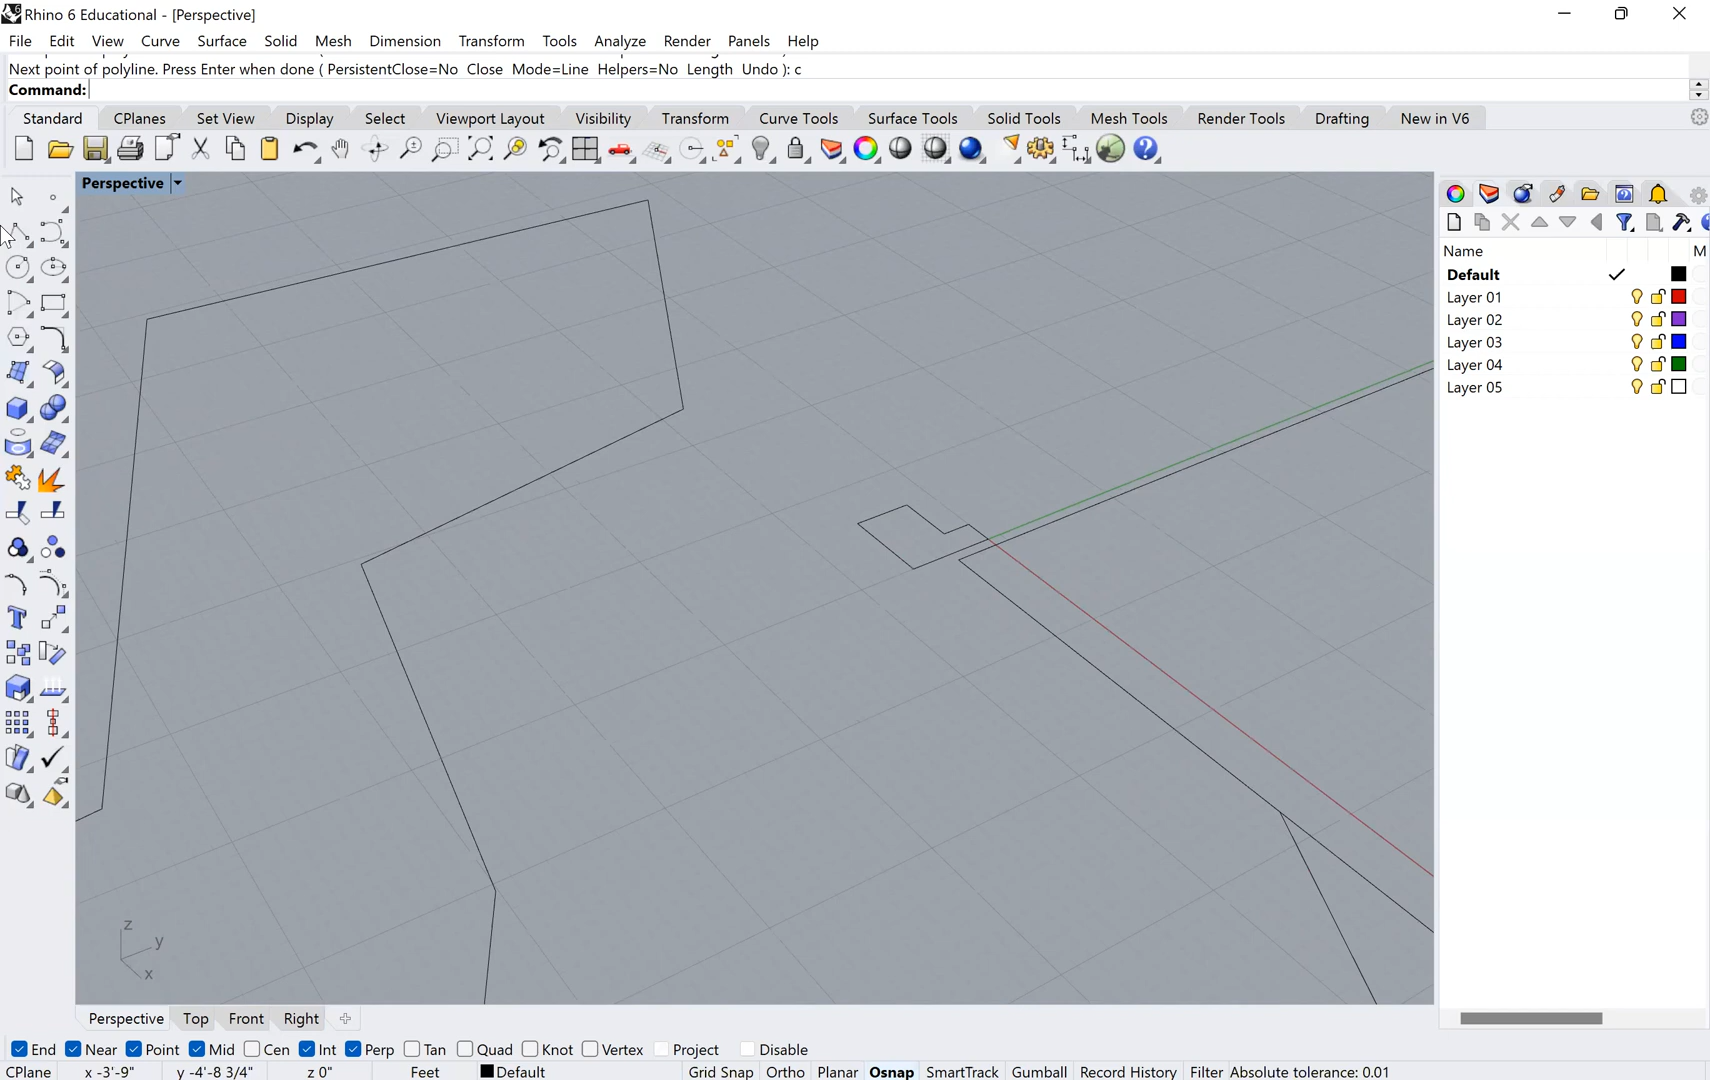 Rhino 6 Educational - [Perspective]
File Edit View Curve Surface Solid Mesh Dimension Transform Tools Analyze Render Panels Help
Next point of polyline. Press Enter when done ( PersistentClose=No Close Mode=Line Helpers=No Length Undo ): c
Command:
Standard CPlanes Set View Display Select Viewport Layout Visibility Transform Curve Tools Surface Tools Solid Tools Mesh Tools Render Tools Drafting New in V6
Perspective
Name M
Default
Layer 01
Layer 02
Layer 03
Layer 04
Layer 05
z
y
x
Perspective Top Front Right
End Near Point Mid Cen Int Perp Tan Quad Knot Vertex Project Disable
CPlane x -3'-9" y -4'-8 3/4" z 0" Feet Default Grid Snap Ortho Planar Osnap SmartTrack Gumball Record History Filter Absolute tolerance: 0.01